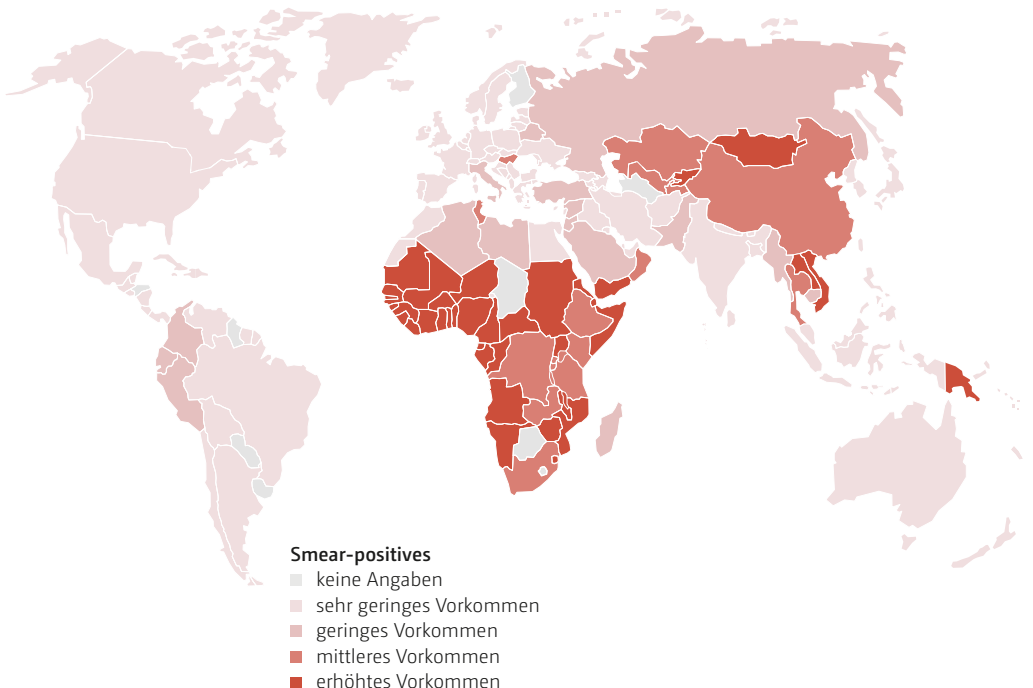 Smear-positives
keine Angaben
sehr geringes Vorkommen
geringes Vorkommen
mittleres Vorkommen
erhöhtes Vorkommen